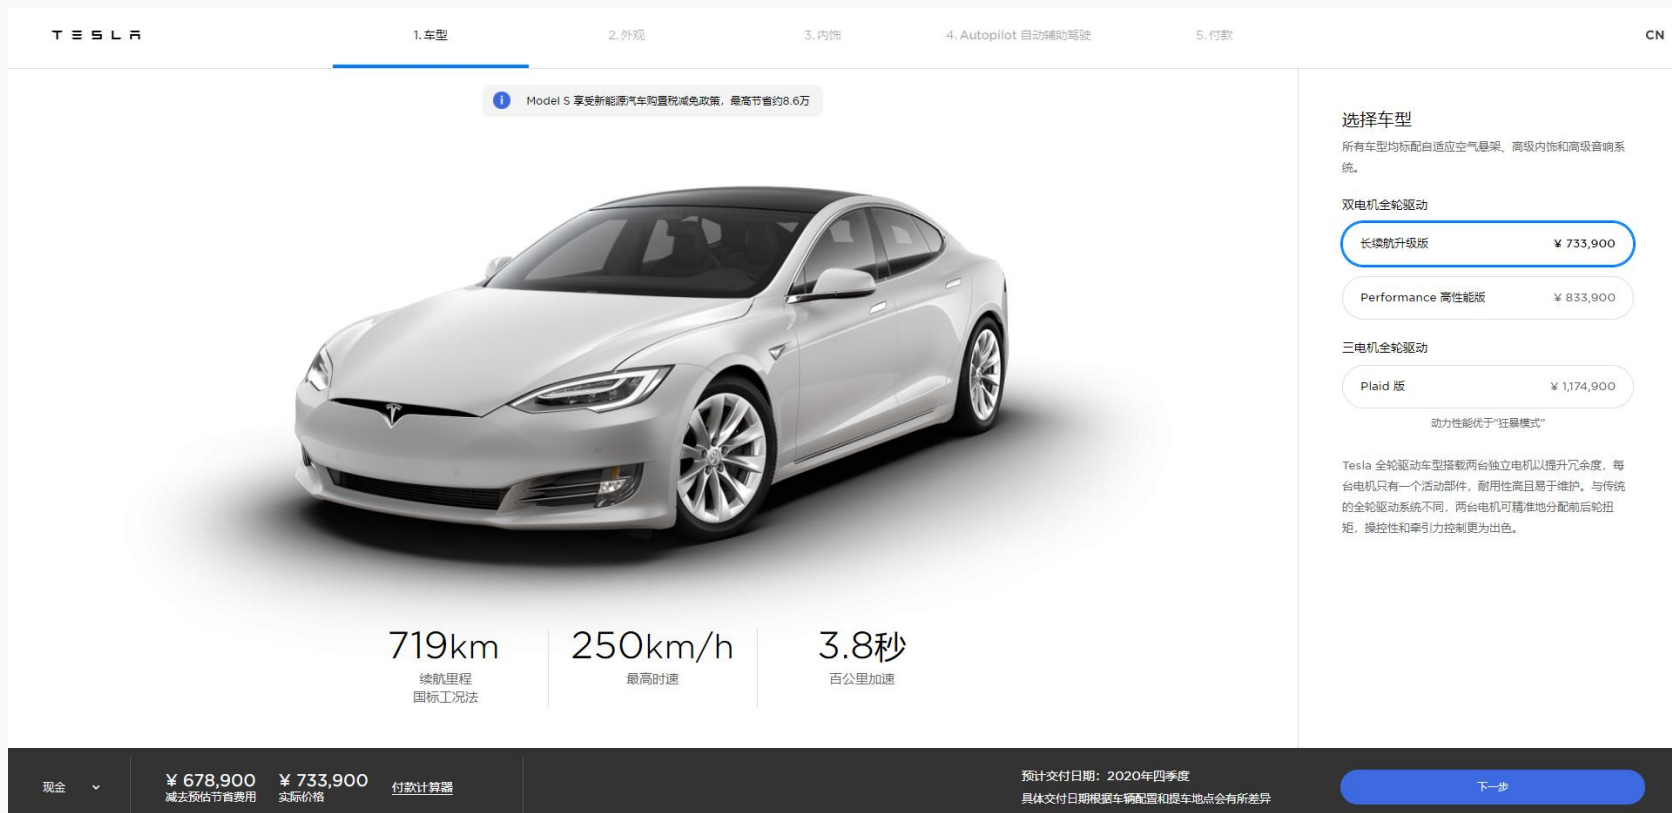 TESLA
1. 车型
2. 外观
3. 内饰
4. Autopilot 自动辅助驾驶
5. 付款
CN
i
Model S 享受新能源汽车购置税减免政策，最高节省约8.6万
选择车型
所有车型均标配自适应空气悬架、高级内饰和高级音响系
统。
双电机全轮驱动
长续航升级版 ¥ 733,900
Performance 高性能版 ¥ 833,900
三电机全轮驱动
Plaid 版 ¥ 1,174,900
动力性能优于“狂暴模式”
Tesla 全轮驱动车型搭载两台独立电机以提升冗余度，每
台电机只有一个活动部件，耐用性高且易于维护。与传统
的全轮驱动系统不同，两台电机可精准地分配前后轮扭
矩，操控性和牵引力控制更为出色。
719km
续航里程
国标工况法
250km/h
最高时速
3.8秒
百公里加速
现金
¥ 678,900
减去预估节省费用
¥ 733,900
实际价格
付款计算器
预计交付日期：2020年四季度
具体交付日期根据车辆配置和提车地点会有所差异
下一步